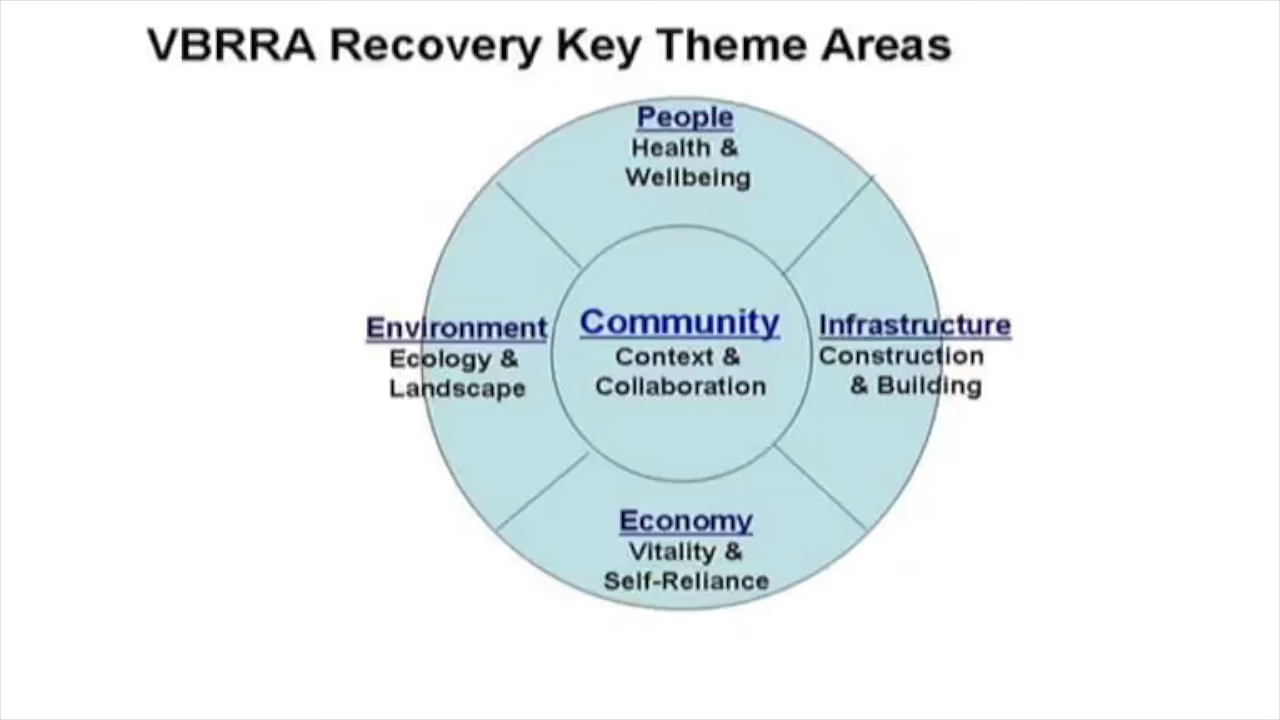 VBRRA Recovery Key Theme Areas
People
Health &
Wellbeing
Environment
Ecology &
Landscape
Community
Context &
Collaboration
Infrastructure
Construction
& Building
Economy
Vitality &
Self-Reliance